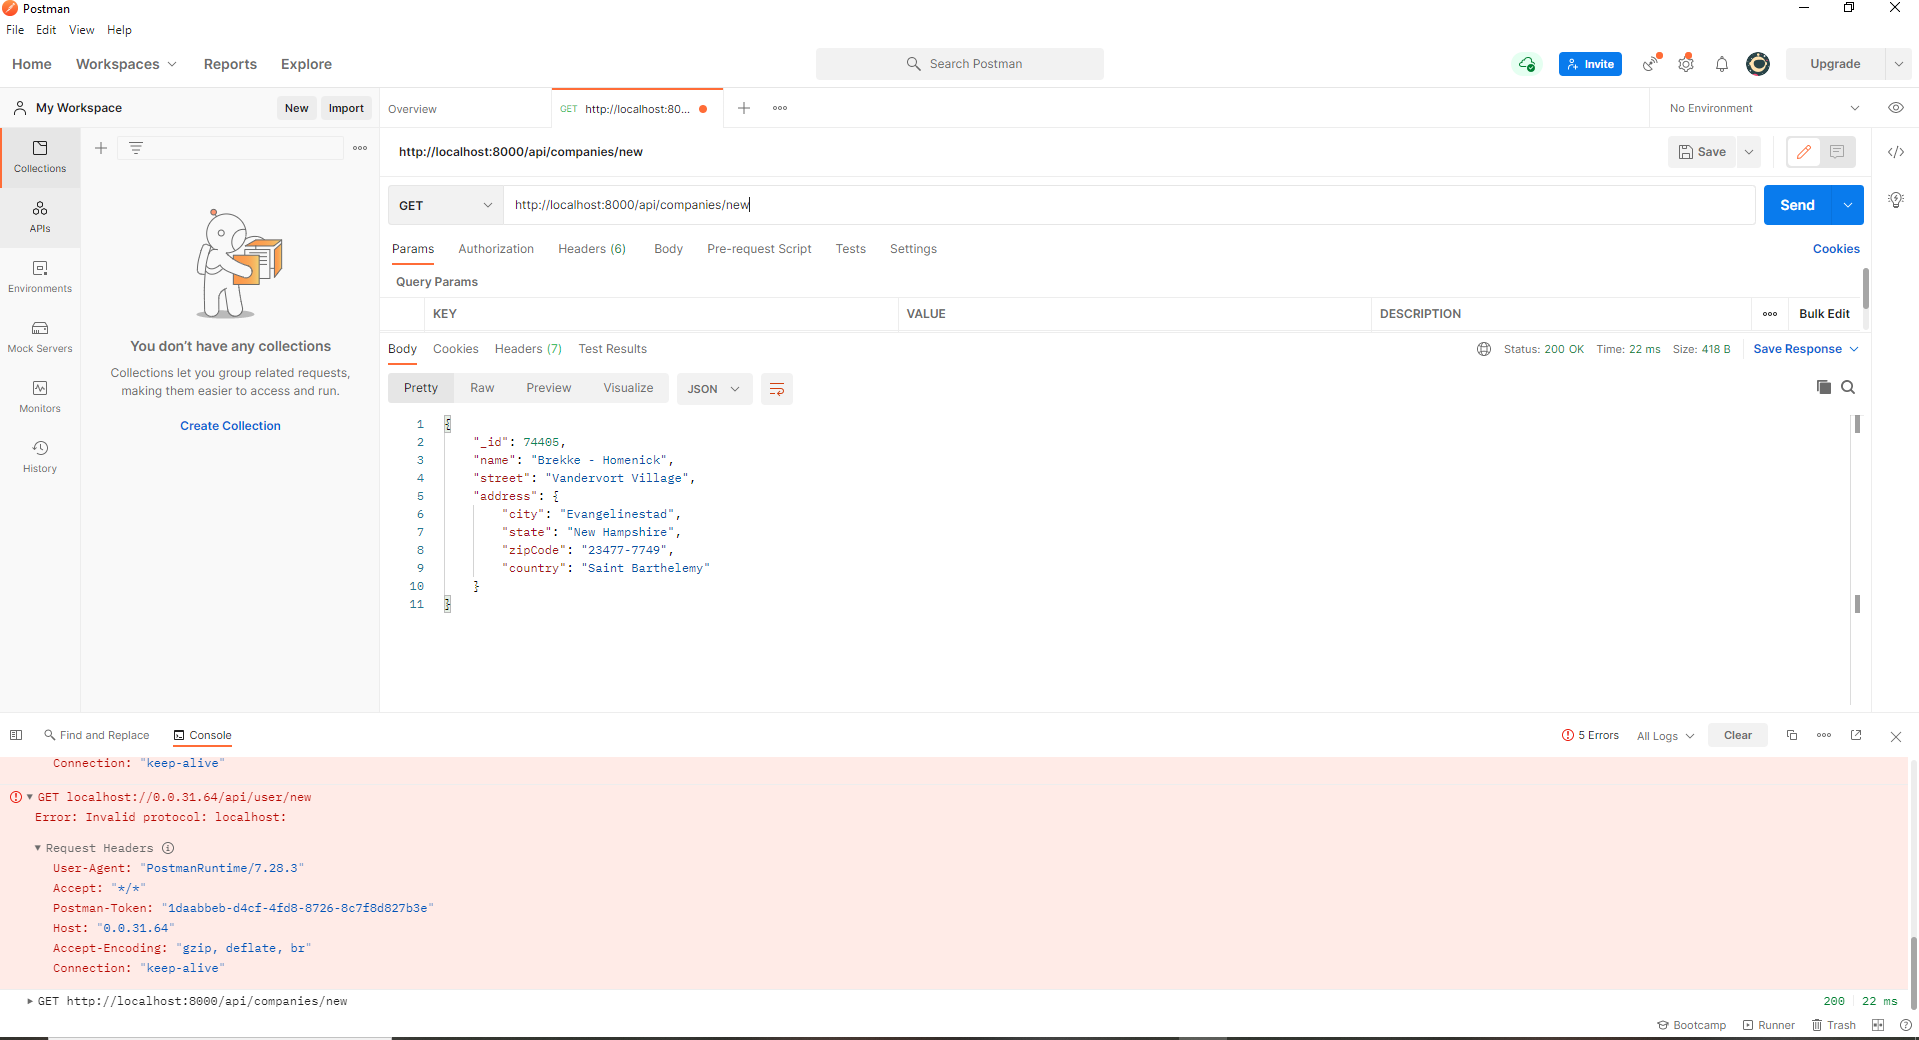 Postman
File Edit View Help
Home Workspaces Reports Explore
Search Postman
Invite
Upgrade
My Workspace
New Import
Overview
GET http://localhost:80...
No Environment
Collections
APIs
Environments
Mock Servers
Monitors
History
You don't have any collections
Collections let you group related requests,
making them easier to access and run.
Create Collection
http://localhost:8000/api/companies/new
Save
GET
http://localhost:8000/api/companies/new
Send
Params Authorization Headers (6) Body Pre-request Script Tests Settings
Cookies
Query Params
KEY VALUE DESCRIPTION
Bulk Edit
Body Cookies Headers (7) Test Results
Status: 200 OK Time: 22 ms Size: 418 B
Save Response
Pretty Raw Preview Visualize JSON
1 {
2 "_id": 74405,
3 "name": "Brekke - Homenick",
4 "street": "Vandervort Village",
5 "address": {
6 "city": "Evangelinestad",
7 "state": "New Hampshire",
8 "zipCode": "23477-7749",
9 "country": "Saint Barthelemy"
10 }
11 }
Find and Replace
Console
5 Errors All Logs Clear
Connection: "keep-alive"
GET localhost://0.0.31.64/api/user/new
Error: Invalid protocol: localhost:
Request Headers
User-Agent: "PostmanRuntime/7.28.3"
Accept: "*/*"
Postman-Token: "1daabbeb-d4cf-4fd8-8726-8c7f8d827b3e"
Host: "0.0.31.64"
Accept-Encoding: "gzip, deflate, br"
Connection: "keep-alive"
GET http://localhost:8000/api/companies/new
200 22 ms
Bootcamp Runner Trash